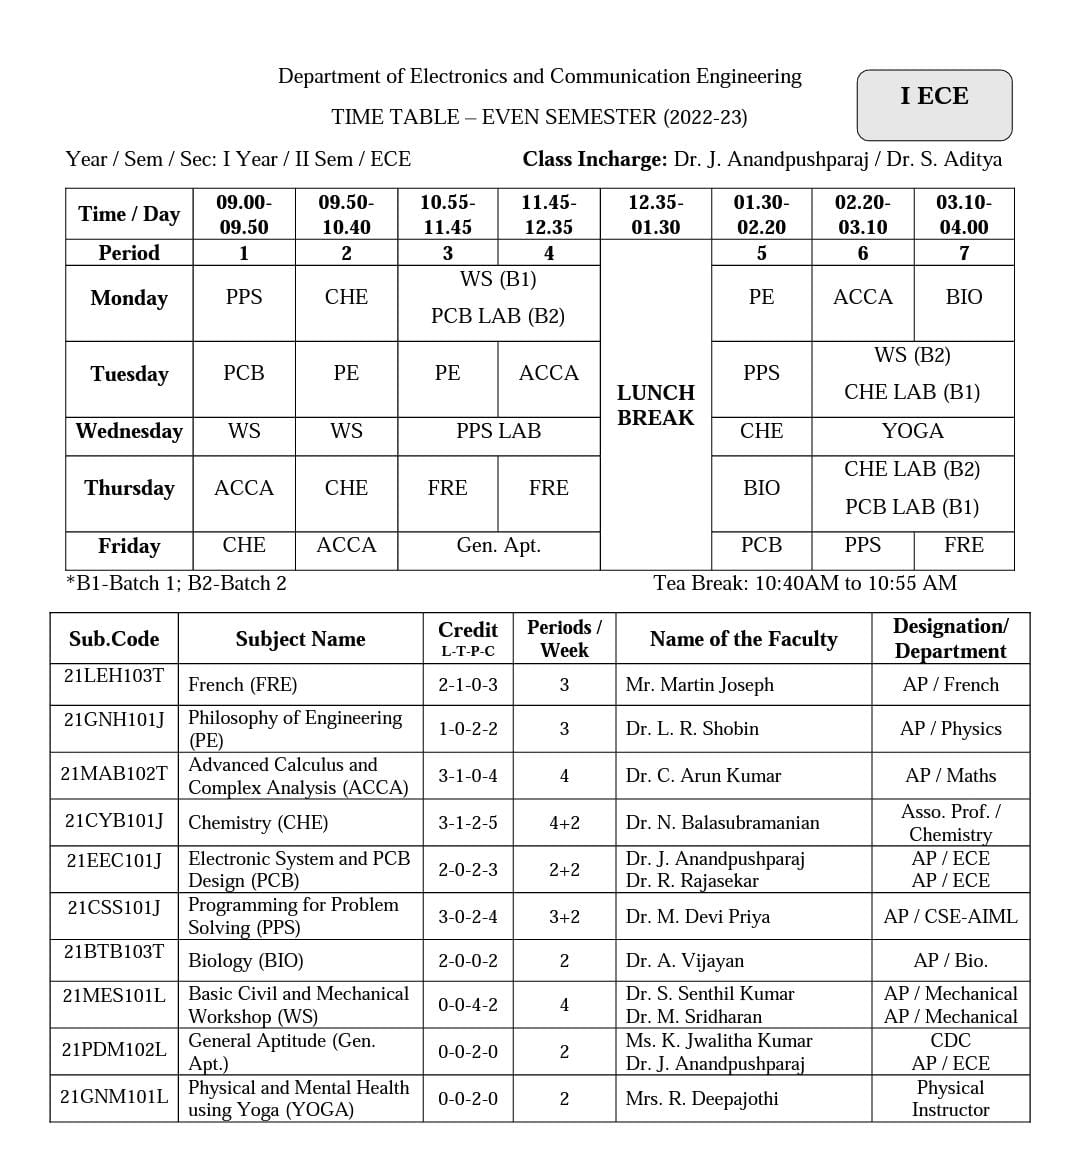 Department of Electronics and Communication Engineering
I ECE
TIME TABLE – EVEN SEMESTER (2022-23)
Year / Sem / Sec: I Year / II Sem / ECE Class Incharge: Dr. J. Anandpushparaj / Dr. S. Aditya
Time / Day 09.00-09.50 09.50-10.40 10.55-11.45 11.45-12.35 12.35-01.30 01.30-02.20 02.20-03.10 03.10-04.00
Period 1 2 3 4 5 6 7
Monday PPS CHE WS (B1) PCB LAB (B2) PE ACCA BIO
Tuesday PCB PE PE ACCA PPS WS (B2) CHE LAB (B1)
LUNCH BREAK
Wednesday WS WS PPS LAB CHE YOGA
Thursday ACCA CHE FRE FRE BIO CHE LAB (B2) PCB LAB (B1)
Friday CHE ACCA Gen. Apt. PCB PPS FRE
*B1-Batch 1; B2-Batch 2 Tea Break: 10:40AM to 10:55 AM
Sub.Code Subject Name Credit L-T-P-C Periods / Week Name of the Faculty Designation/ Department
21LEH103T French (FRE) 2-1-0-3 3 Mr. Martin Joseph AP / French
21GNH101J Philosophy of Engineering (PE) 1-0-2-2 3 Dr. L. R. Shobin AP / Physics
21MAB102T Advanced Calculus and Complex Analysis (ACCA) 3-1-0-4 4 Dr. C. Arun Kumar AP / Maths
21CYB101J Chemistry (CHE) 3-1-2-5 4+2 Dr. N. Balasubramanian Asso. Prof. / Chemistry
21EEC101J Electronic System and PCB Design (PCB) 2-0-2-3 2+2 Dr. J. Anandpushparaj Dr. R. Rajasekar AP / ECE AP / ECE
21CSS101J Programming for Problem Solving (PPS) 3-0-2-4 3+2 Dr. M. Devi Priya AP / CSE-AIML
21BTB103T Biology (BIO) 2-0-0-2 2 Dr. A. Vijayan AP / Bio.
21MES101L Basic Civil and Mechanical Workshop (WS) 0-0-4-2 4 Dr. S. Senthil Kumar Dr. M. Sridharan AP / Mechanical AP / Mechanical
21PDM102L General Aptitude (Gen. Apt.) 0-0-2-0 2 Ms. K. Jwalitha Kumar Dr. J. Anandpushparaj CDC AP / ECE
21GNM101L Physical and Mental Health using Yoga (YOGA) 0-0-2-0 2 Mrs. R. Deepajothi Physical Instructor